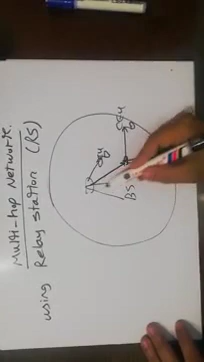 Multi-hop Network.
using Relay station (RS)
BS